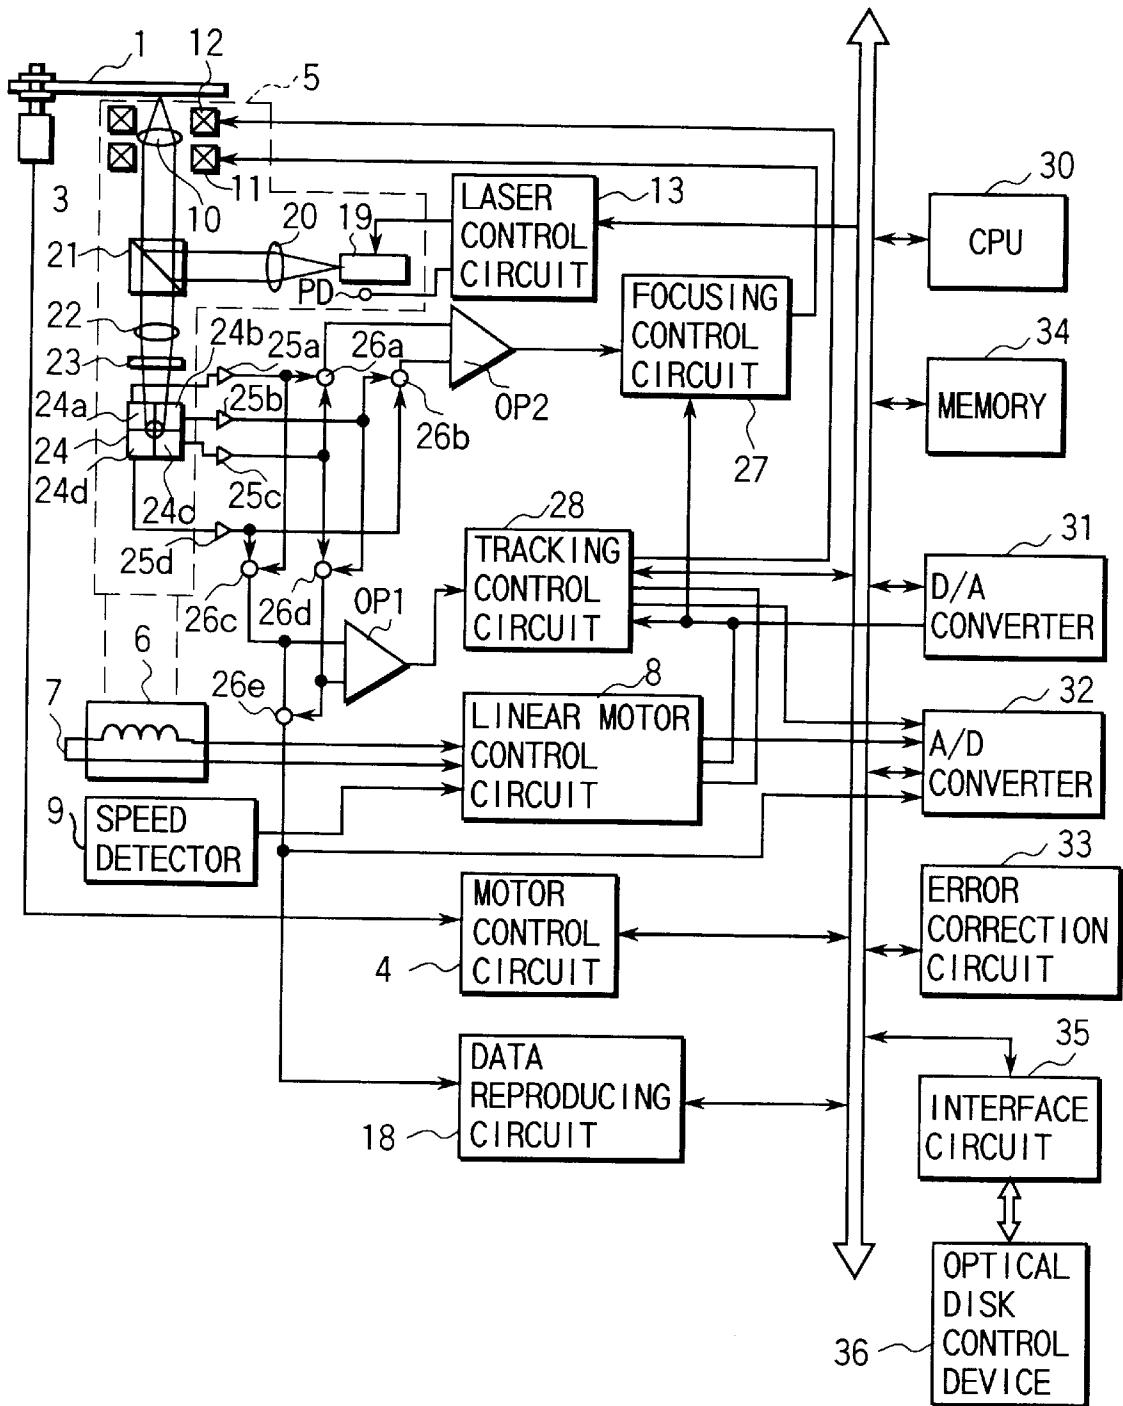 1
12
5
3
10
11
20
19
LASER
CONTROL
CIRCUIT
13
30
CPU
21
PD
FOCUSING
CONTROL
CIRCUIT
27
34
MEMORY
22
23
24b
25a
26a
OP2
24a
25b
26b
24
24d
24c
25c
25d
28
TRACKING
CONTROL
CIRCUIT
31
D/A
CONVERTER
26c
26d
OP1
6
7
26e
8
LINEAR MOTOR
CONTROL
CIRCUIT
32
A/D
CONVERTER
9
SPEED
DETECTOR
33
ERROR
CORRECTION
CIRCUIT
MOTOR
CONTROL
CIRCUIT
4
35
INTERFACE
CIRCUIT
DATA
REPRODUCING
CIRCUIT
18
OPTICAL
DISK
CONTROL
DEVICE
36